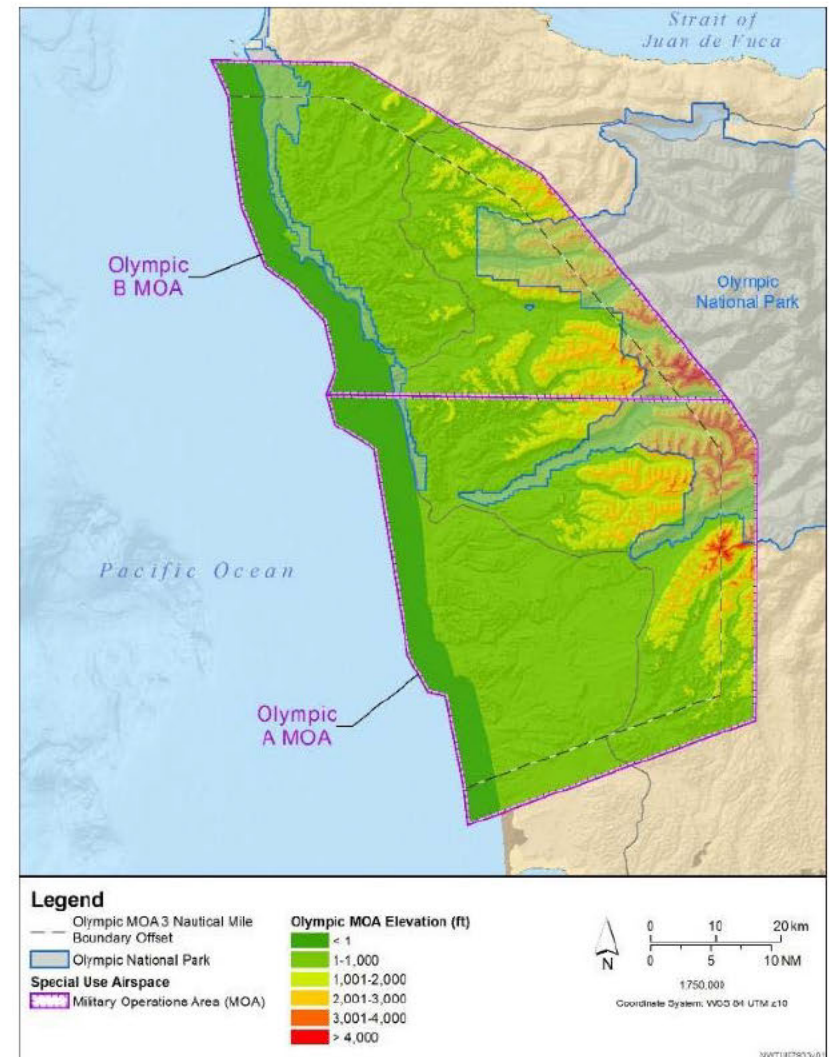 Strait of
Juan de Fuca
Olympic
B MOA
Olympic
National Park
Pacific Ocean
Olympic
A MOA
Legend
Olympic MOA 3 Nautical Mile
Boundary Offset
Olympic National Park
Special Use Airspace
Military Operations Area (MOA)
Olympic MOA Elevation (ft)
< 1
1-1,000
1,001-2,000
2,001-3,000
3,001-4,000
> 4,000
N
0 10 20 km
0 5 10 NM
1:750,000
Coordinate System: WGS 84 UTM z10